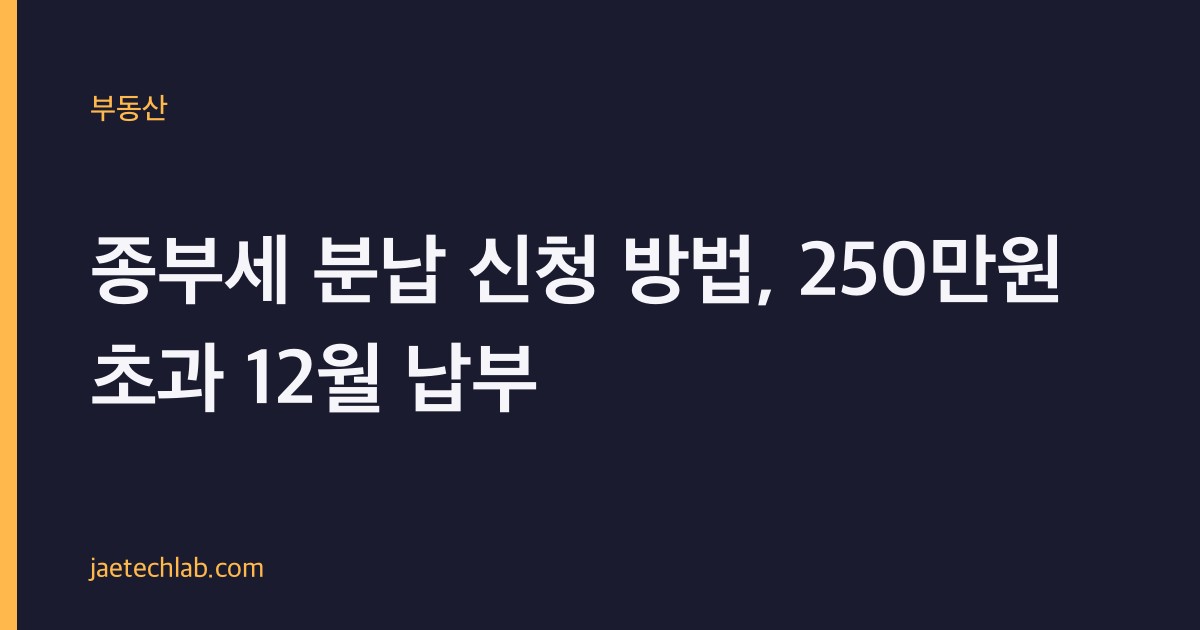 부동산
종부세 분납 신청 방법, 250만원
초과 12월 납부
jaetechlab.com